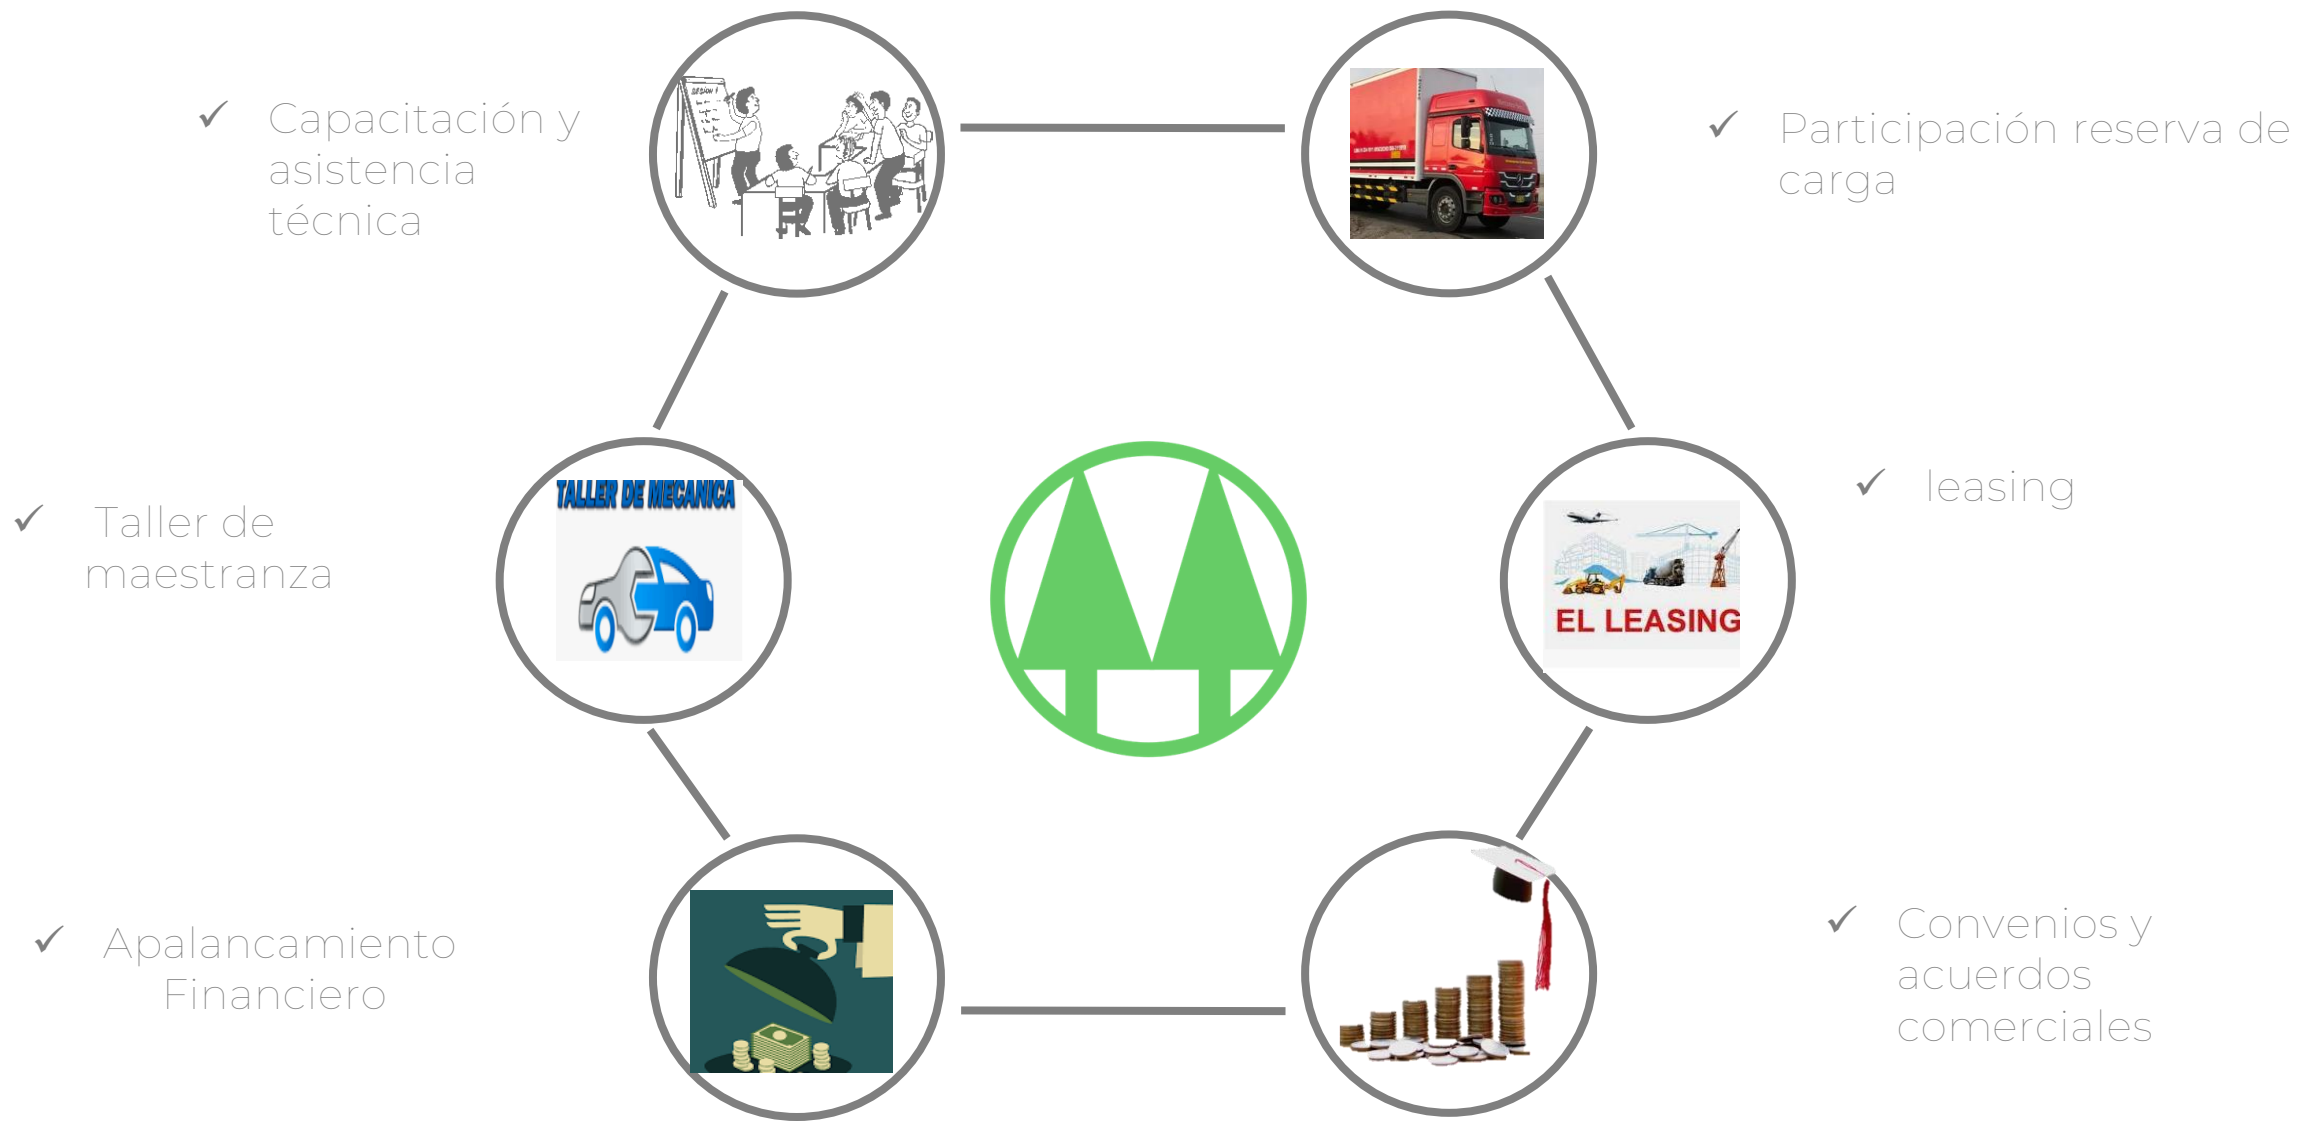 ✓ Capacitación y
asistencia
técnica
✓ Participación reserva de
carga
✓ Taller de
maestranza
TALLER DE MECANICA
✓ leasing
EL LEASING
✓ Apalancamiento
Financiero
✓ Convenios y
acuerdos
comerciales